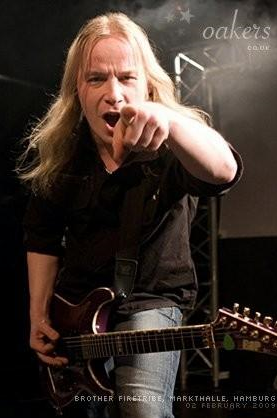 oakers
.co.uk
BROTHER FIRETRIBE, MARKTHALLE, HAMBURG
02 FEBRUARY 2009